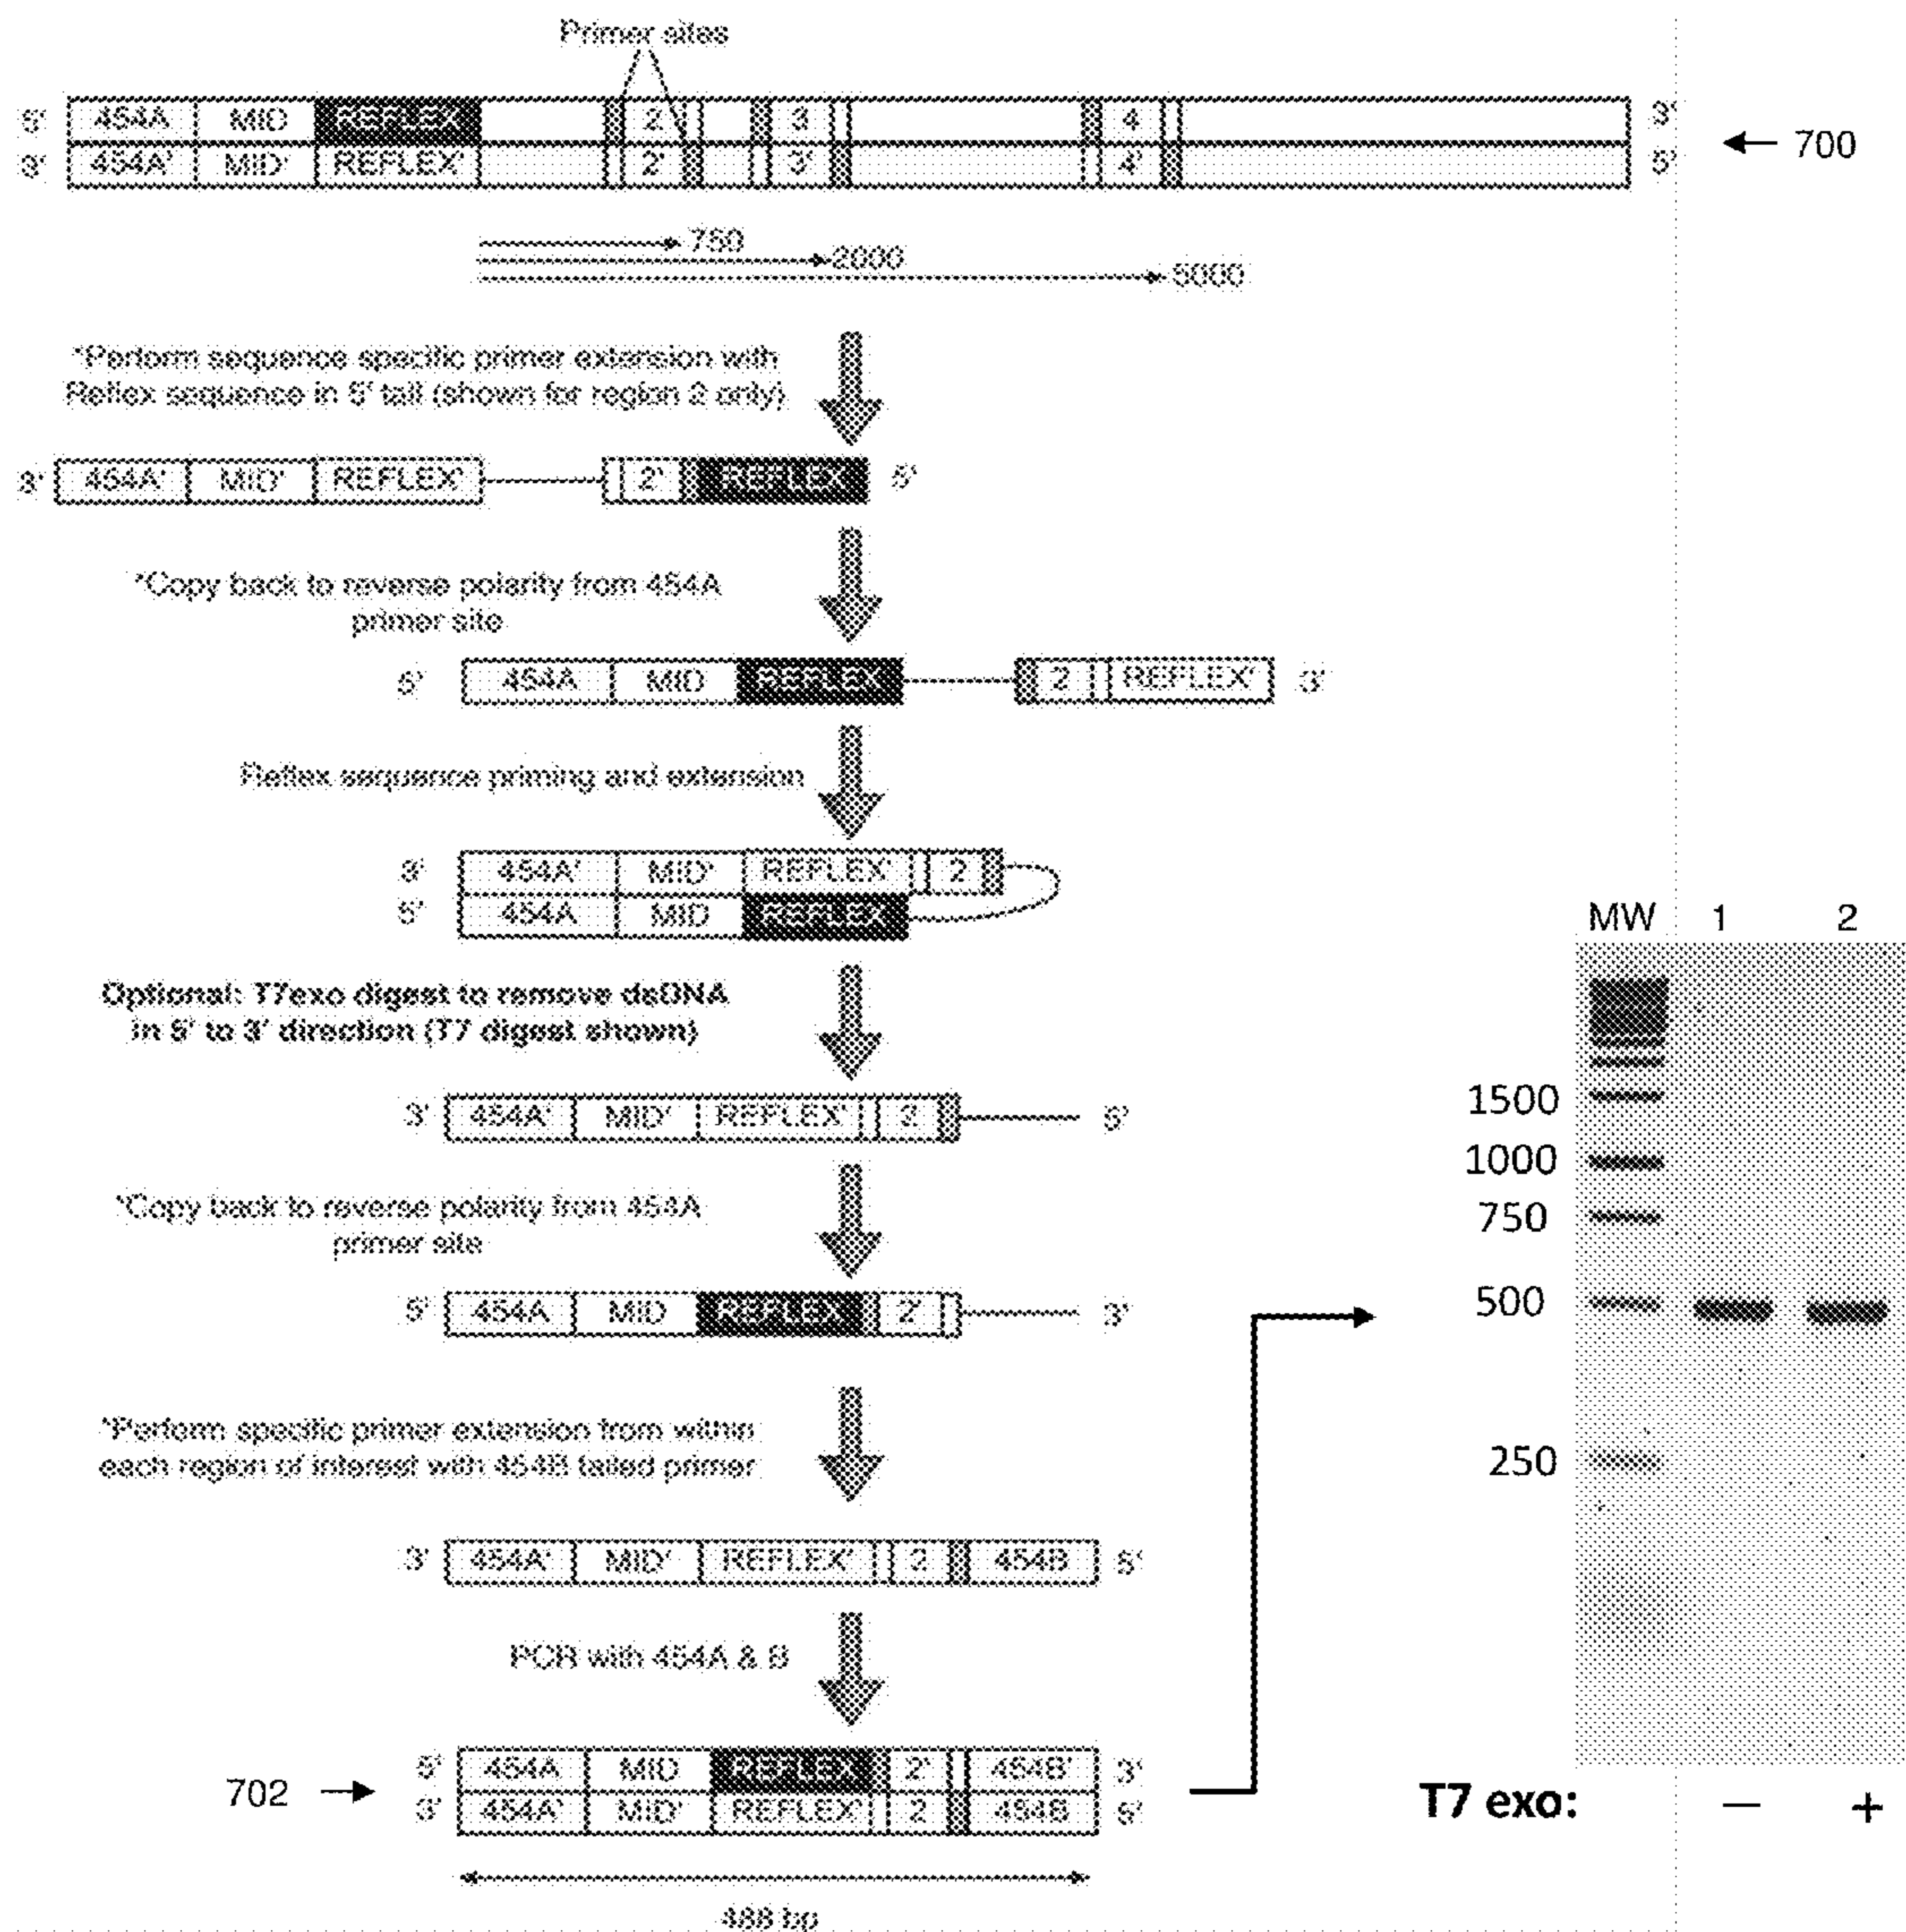 Primer sites
5' 454A MID REFLEX 2 3 4 3'
3' 454A' MID' REFLEX' 2' 3' 4' 5'
700
750
2000
5000
*Perform sequence specific primer extension with
Reflex sequence in 5' tail (shown for region 2 only)
3' 454A' MID' REFLEX' 2' REFLEX 5'
*Copy back to reverse polarity from 454A
primer site
5' 454A MID REFLEX 2 REFLEX' 3'
Reflex sequence priming and extension
3' 454A' MID' REFLEX' 2
5' 454A MID REFLEX
Optional: T7exo digest to remove dsDNA
in 5' to 3' direction (T7 digest shown)
3' 454A' MID' REFLEX' 2 5'
*Copy back to reverse polarity from 454A
primer site
5' 454A MID REFLEX 2' 3'
*Perform specific primer extension from within
each region of interest with 454B tailed primer
3' 454A' MID' REFLEX' 2 454B 5'
PCR with 454A & B
702
5' 454A MID REFLEX 2' 454B' 3'
3' 454A' MID' REFLEX' 2 454B 5'
488 bp
MW 1 2
1500
1000
750
500
250
T7 exo: – +